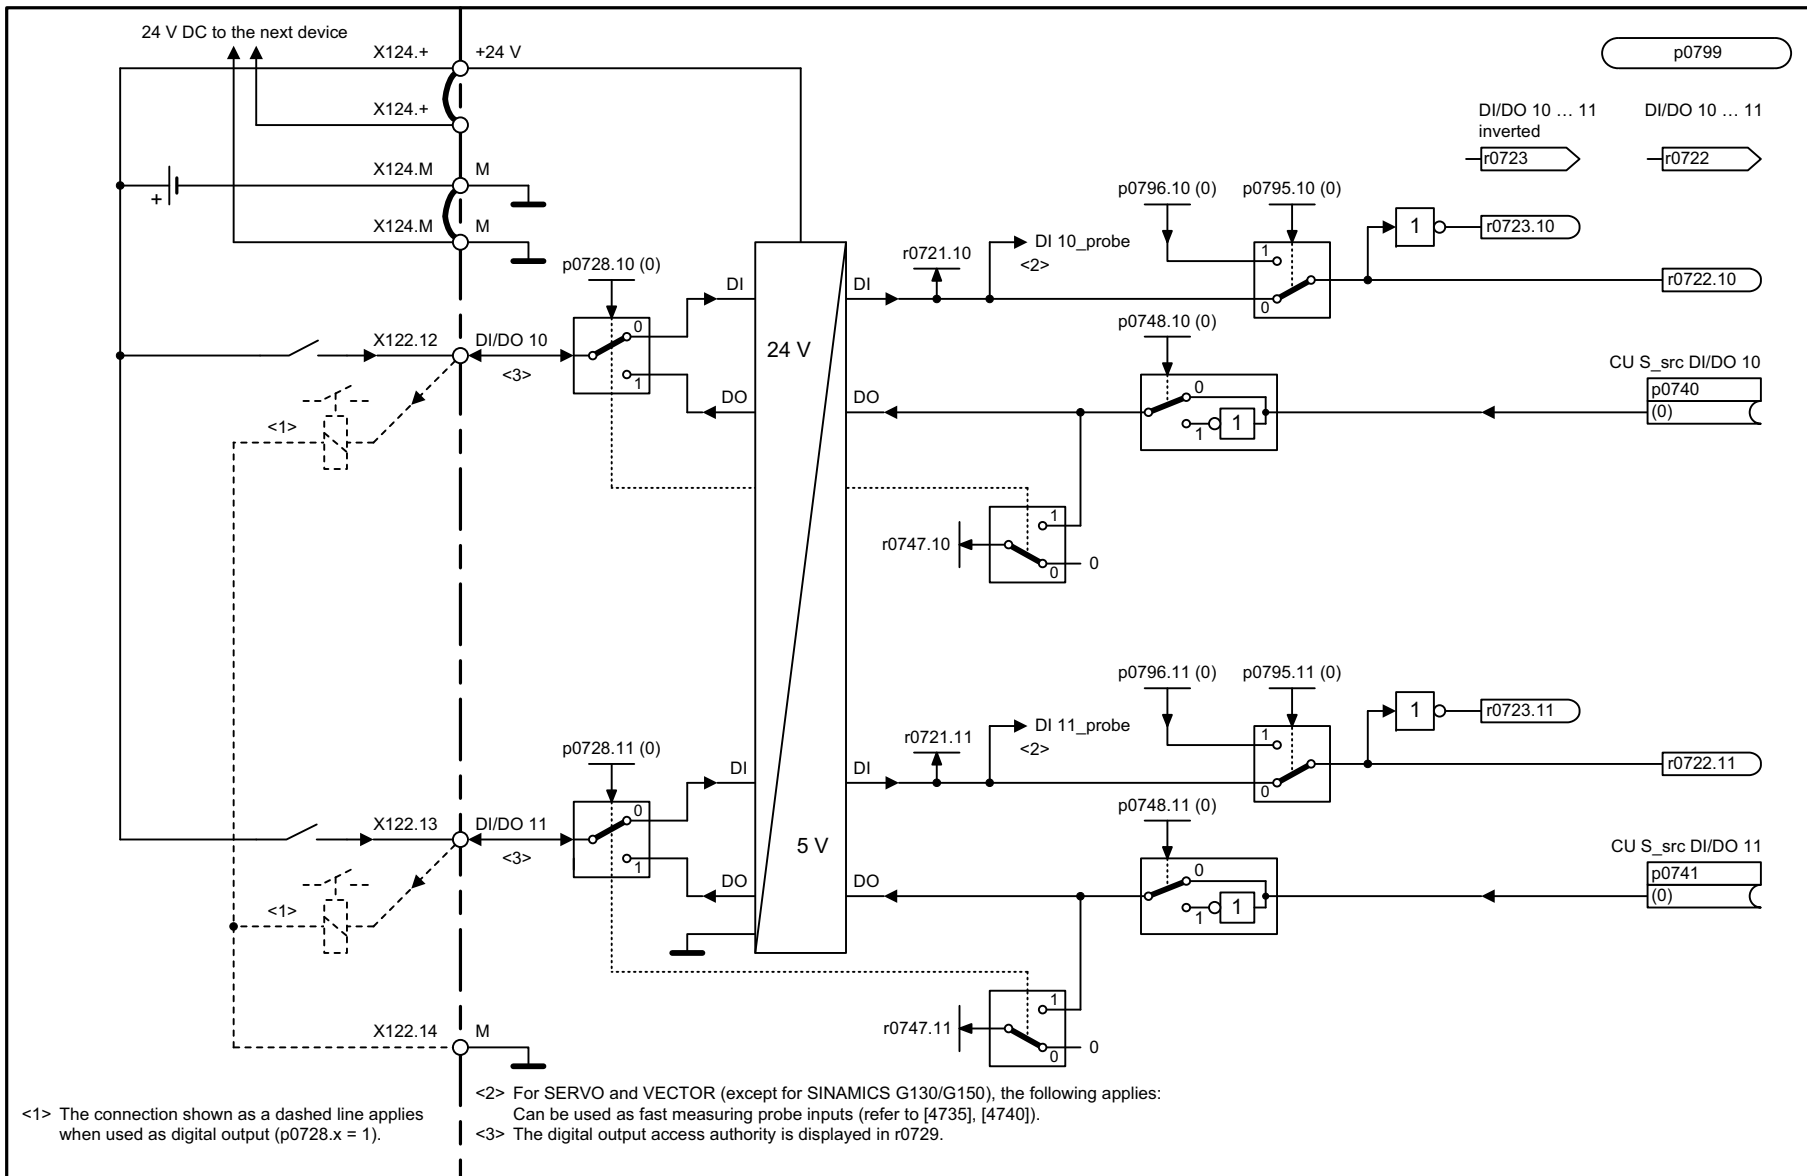 24 V DC to the next device
X124.+
+24 V
p0799
X124.+
DI/DO 10 … 11
inverted
DI/DO 10 … 11
r0723
r0722
X124.M
M
+
X124.M
M
p0796.10 (0)
p0795.10 (0)
1
r0723.10
DI 10_probe
<2>
r0721.10
p0728.10 (0)
DI
DI
1
0
r0722.10
p0748.10 (0)
X122.12
DI/DO 10
<3>
0
1
24 V
CU S_src DI/DO 10
p0740
(0)
DO
DO
0
1
1
<1>
1
r0747.10
0
0
p0796.11 (0)
p0795.11 (0)
1
r0723.11
DI 11_probe
<2>
r0721.11
p0728.11 (0)
DI
DI
1
0
r0722.11
p0748.11 (0)
X122.13
DI/DO 11
<3>
0
1
5 V
CU S_src DI/DO 11
p0741
(0)
DO
DO
0
1
1
<1>
1
r0747.11
0
0
X122.14
M
<1> The connection shown as a dashed line applies
when used as digital output (p0728.x = 1).
<2> For SERVO and VECTOR (except for SINAMICS G130/G150), the following applies:
Can be used as fast measuring probe inputs (refer to [4735], [4740]).
<3> The digital output access authority is displayed in r0729.